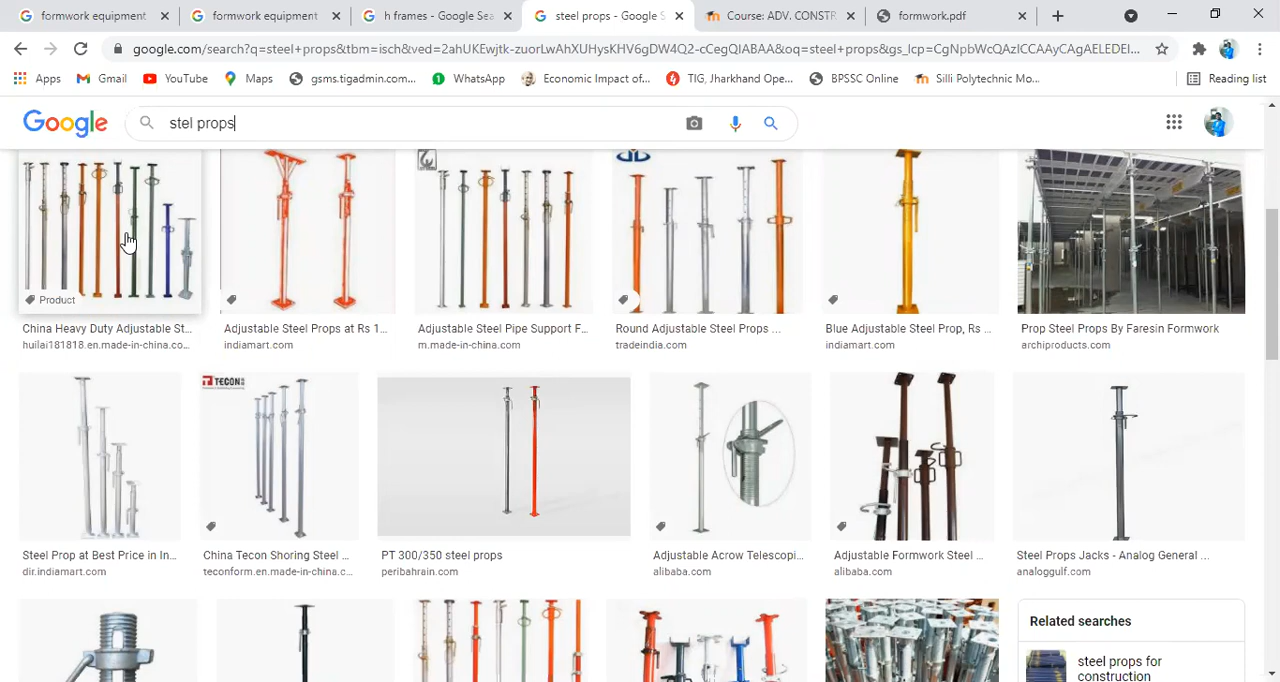 formwork equipment
formwork equipment
h frames - Google Sea
steel props - Google S
Course: ADV. CONSTR
formwork.pdf
google.com/search?q=steel+props&tbm=isch&ved=2ahUKEwjtk-zuorLwAhXUHysKHV6gDW4Q2-cCegQIABAA&oq=steel+props&gs_lcp=CgNpbWcQAzICCAAyCAgAELEDEI...
Apps
Gmail
YouTube
Maps
gsms.tigadmin.com...
WhatsApp
Economic Impact of...
TIG, Jharkhand Ope...
BPSSC Online
Silli Polytechnic Mo...
Reading list
Google
stel props
Product
China Heavy Duty Adjustable St...
huilai181818.en.made-in-china.co...
Adjustable Steel Props at Rs 1...
indiamart.com
Adjustable Steel Pipe Support F...
m.made-in-china.com
Round Adjustable Steel Props ...
tradeindia.com
Blue Adjustable Steel Prop, Rs ...
indiamart.com
Prop Steel Props By Faresin Formwork
archiproducts.com
TECON
Steel Prop at Best Price in In...
dir.indiamart.com
China Tecon Shoring Steel ...
teconform.en.made-in-china.c...
PT 300/350 steel props
peribahrain.com
Adjustable Acrow Telescopi...
alibaba.com
Adjustable Formwork Steel ...
alibaba.com
Steel Props Jacks - Analog General ...
analoggulf.com
Related searches
steel props for
construction